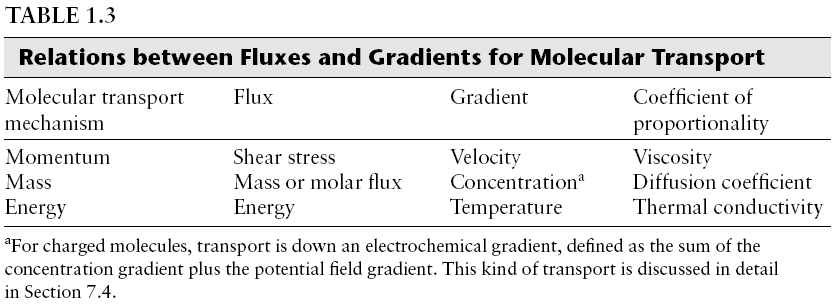 TABLE 1.3
Relations between Fluxes and Gradients for Molecular Transport
Molecular transport mechanism Flux Gradient Coefficient of proportionality
Momentum Shear stress Velocity Viscosity
Mass Mass or molar flux Concentrationᵃ Diffusion coefficient
Energy Energy Temperature Thermal conductivity
ᵃFor charged molecules, transport is down an electrochemical gradient, defined as the sum of the
concentration gradient plus the potential field gradient. This kind of transport is discussed in detail
in Section 7.4.